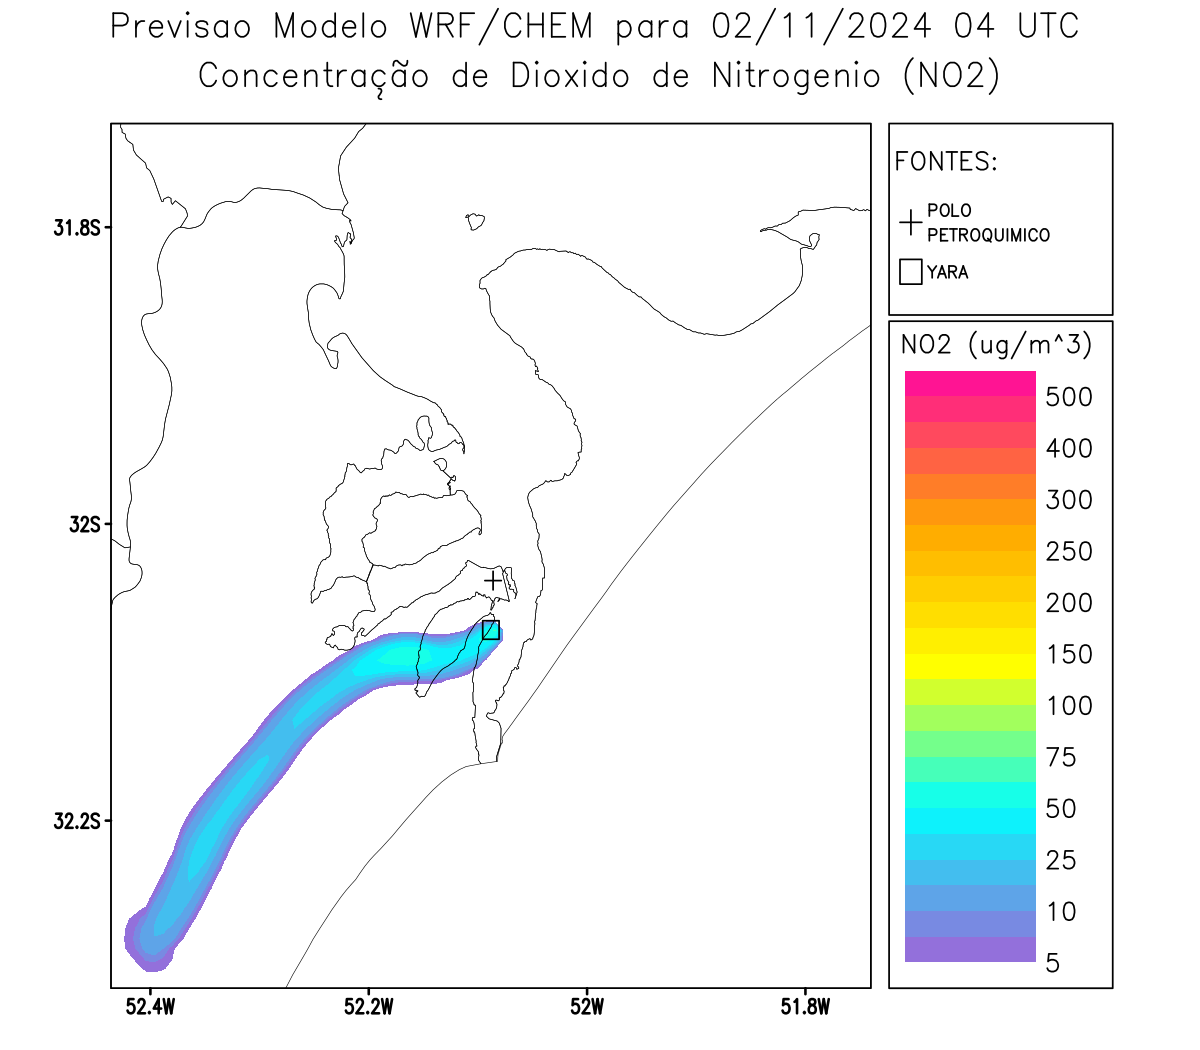 Previsao Modelo WRF/CHEM para 02/11/2024 04 UTC
Concentração de Dioxido de Nitrogenio (NO2)
FONTES:
POLO
PETROQUIMICO
YARA
NO2 (ug/m^3)
500
400
300
250
200
150
100
75
50
25
10
5
31.8S
32S
32.2S
52.4W
52.2W
52W
51.8W